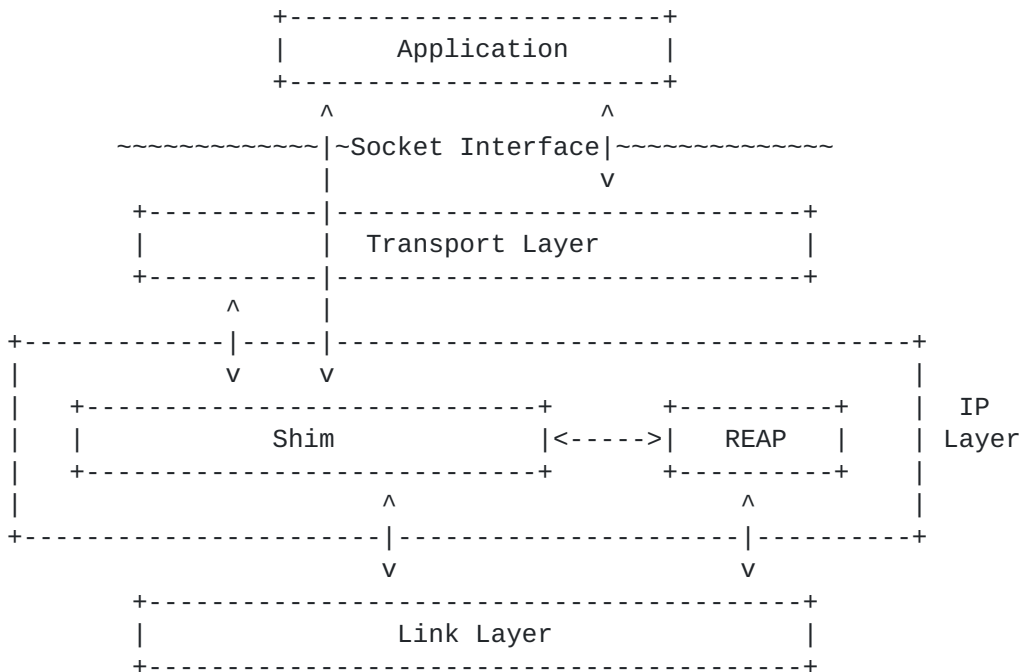 Application
Socket Interface
Transport Layer
IP
Shim REAP Layer
Link Layer